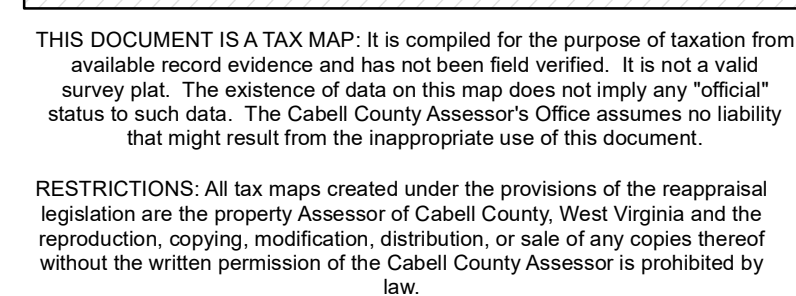 THIS DOCUMENT IS A TAX MAP: It is compiled for the purpose of taxation from
available record evidence and has not been field verified.  It is not a valid
survey plat.  The existence of data on this map does not imply any "official"
status to such data.  The Cabell County Assessor's Office assumes no liability
that might result from the inappropriate use of this document.
RESTRICTIONS: All tax maps created under the provisions of the reappraisal
legislation are the property Assessor of Cabell County, West Virginia and the
reproduction, copying, modification, distribution, or sale of any copies thereof
without the written permission of the Cabell County Assessor is prohibited by
law.